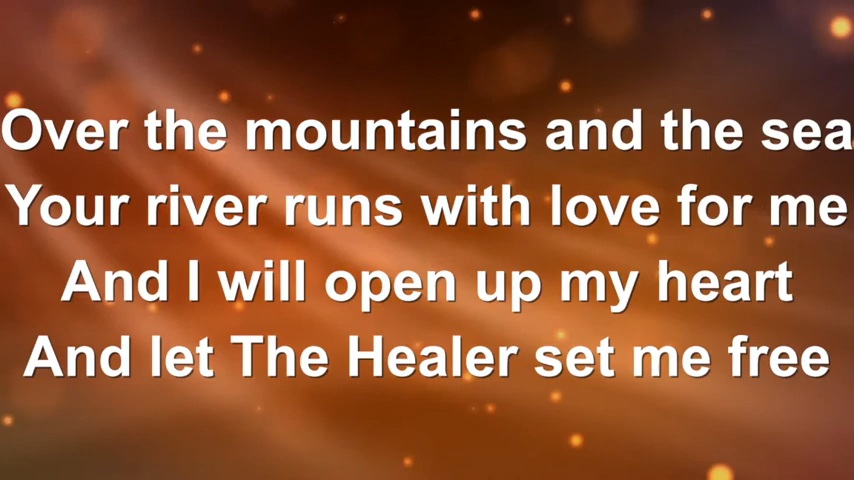 Over the mountains and the sea
Your river runs with love for me
And I will open up my heart
And let The Healer set me free